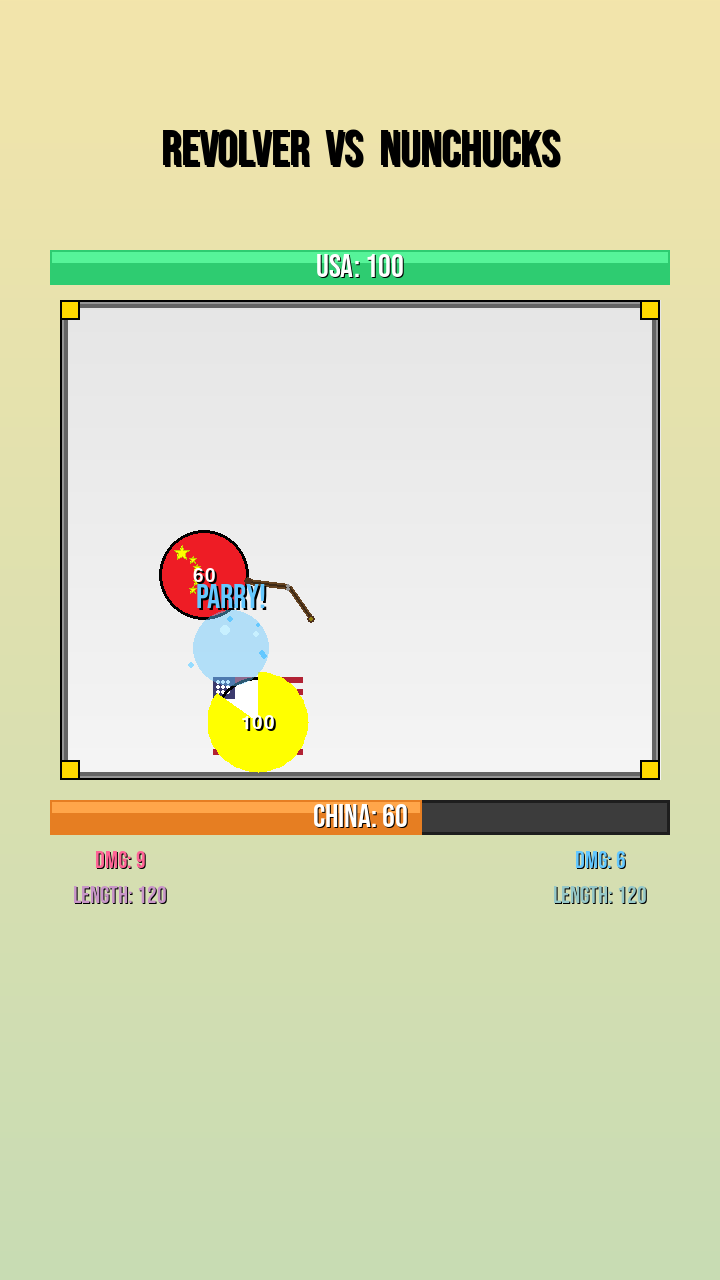 REVOLVER VS NUNCHUCKS
USA: 100
60
PARRY!
100
CHINA: 60
DMG: 9
DMG: 6
LENGTH: 120
LENGTH: 120